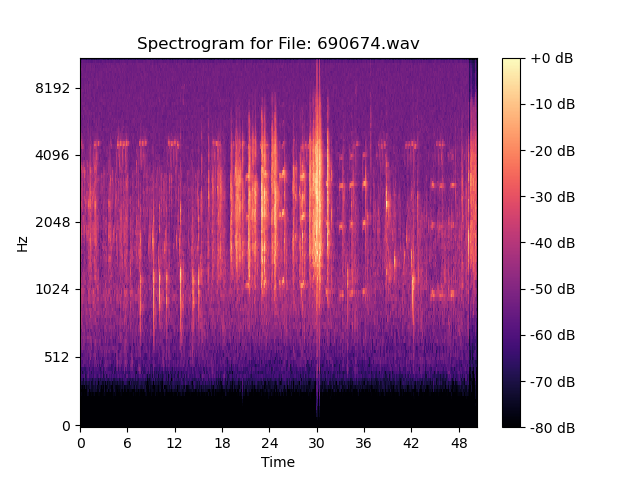 Spectrogram for File: 690674.wav
8192
4096
2048
1024
512
0
Hz
0 6 12 18 24 30 36 42 48
Time
+0 dB
-10 dB
-20 dB
-30 dB
-40 dB
-50 dB
-60 dB
-70 dB
-80 dB